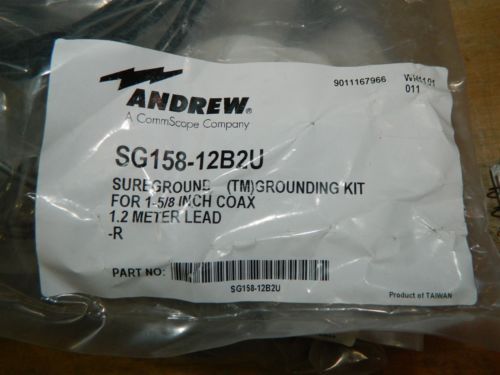 ANDREW®
A CommScope Company
9011167966
011
SG158-12B2U
SUREGROUND (TM)GROUNDING KIT
FOR 1-5/8 INCH COAX
1.2 METER LEAD
-R
PART NO:
SG158-12B2U
Product of TAIWAN